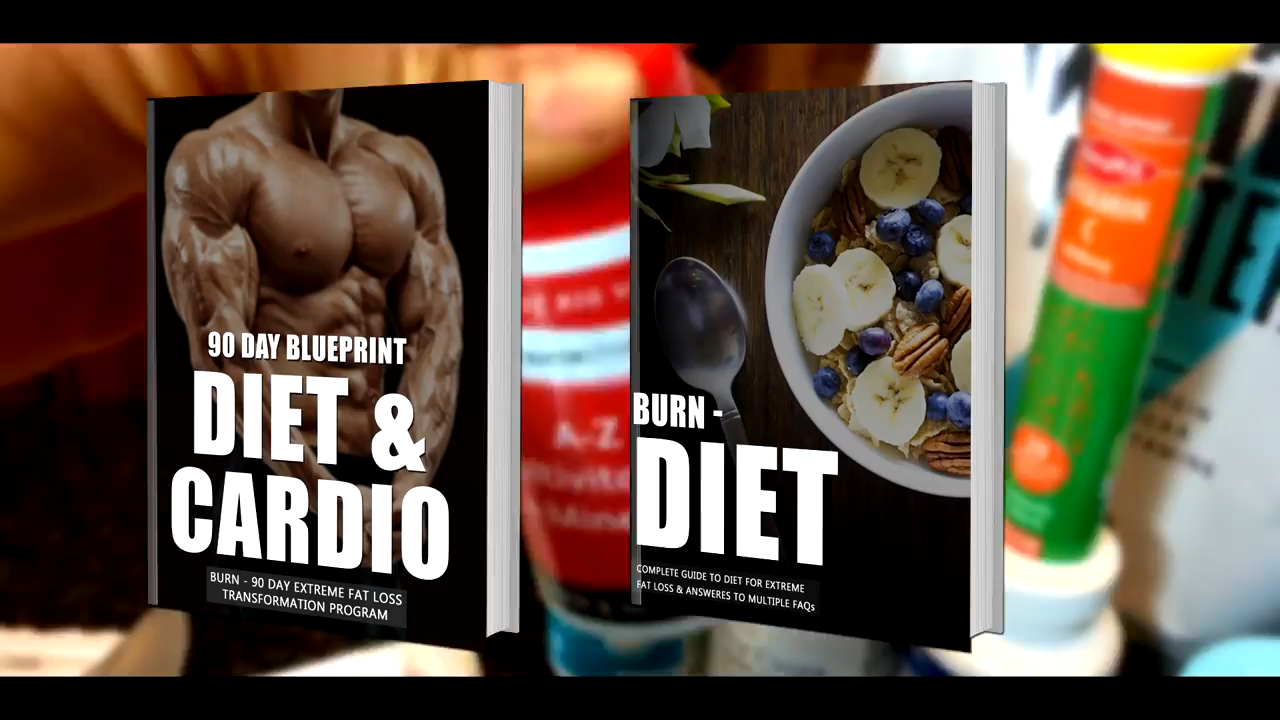 90 DAY BLUEPRINT
DIET &
CARDIO
BURN - 90 DAY EXTREME FAT LOSS
TRANSFORMATION PROGRAM
BURN -
DIET
COMPLETE GUIDE TO DIET FOR EXTREME
FAT LOSS & ANSWERES TO MULTIPLE FAQs
A-Z